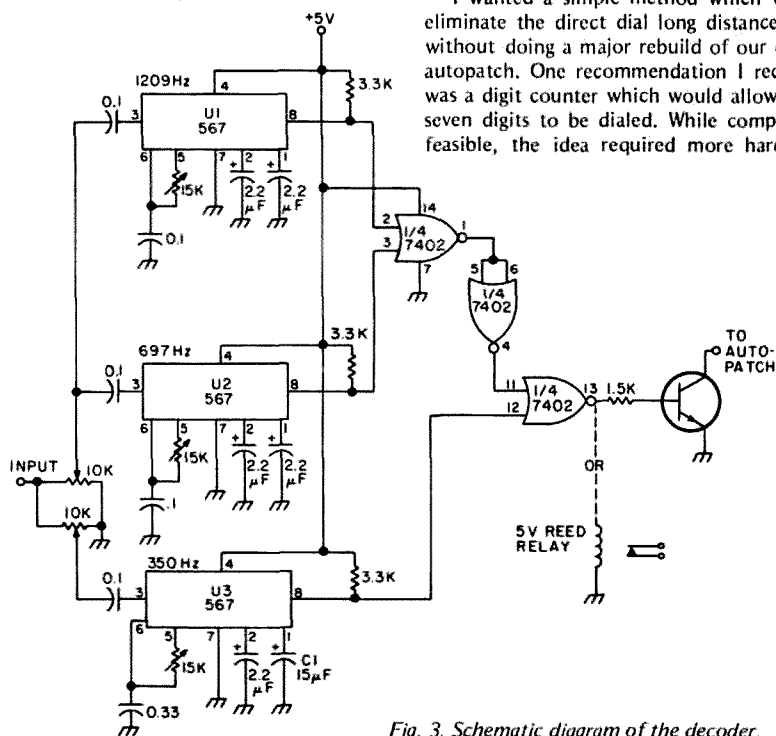 I wanted a simple method which
eliminate the direct dial long distance
without doing a major rebuild of our
autopatch. One recommendation I
was a digit counter which would allow
seven digits to be dialed. While
feasible, the idea required more
+5V
1209Hz
4
3.3K
0.1
3
U1
567
8
6
5
7
2
1
15K
+
2.2
µF
+
2.2
µF
0.1
14
2
3
1/4
7402
1
7
5
6
1/4
7402
4
697Hz
4
3.3K
0.1
3
U2
567
8
6
5
7
2
1
15K
+
2.2
µF
+
2.2
µF
.1
11
12
1/4
7402
13
1.5K
TO
AUTO-
PATCH
INPUT
10K
10K
OR
5V REED
RELAY
350Hz
4
3.3K
0.1
3
U3
567
8
6
5
7
2
1
15K
+
2.2
µF
+
C1
15µF
0.33
Fig. 3. Schematic diagram of the decoder.